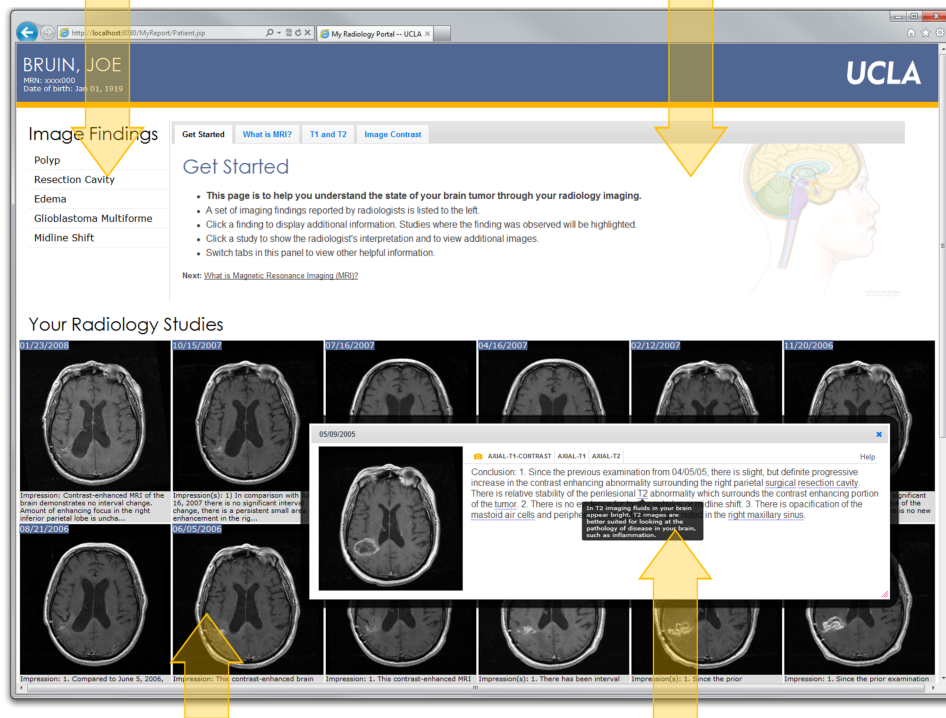 http://localhost:8080/MyReport/Patient.jsp
My Radiology Portal -- UCLA
BRUIN, JOE
MRN: xxxx000
Date of birth: Jan 01, 1919
UCLA
Image Findings
Polyp
Resection Cavity
Edema
Glioblastoma Multiforme
Midline Shift
Get Started What is MRI? T1 and T2 Image Contrast
Get Started
• This page is to help you understand the state of your brain tumor through your radiology imaging.
• A set of imaging findings reported by radiologists is listed to the left.
• Click a finding to display additional information. Studies where the finding was observed will be highlighted.
• Click a study to show the radiologist's interpretation and to view additional images.
• Switch tabs in this panel to view other helpful information.
Next: What is Magnetic Resonance Imaging (MRI)?
Your Radiology Studies
01/23/2008 10/15/2007 07/16/2007 04/16/2007 02/12/2007 11/20/2006
Impression: Contrast-enhanced MRI of the
brain demonstrates no interval change.
Amount of enhancing focus in the right
inferior parietal lobe is uncha...
Impression(s): 1) In comparison with
16, 2007 there is no significant interval
change, there is a persistent small area
enhancement in the rig...
significant
of the
is no new
05/09/2005
AXIAL-T1-CONTRAST AXIAL-T1 AXIAL-T2 Help
Conclusion: 1. Since the previous examination from 04/05/05, there is slight, but definite progressive
increase in the contrast enhancing abnormality surrounding the right parietal surgical resection cavity.
There is relative stability of the perilesional T2 abnormality which surrounds the contrast enhancing portion
of the tumor. 2. There is no midline shift. 3. There is opacification of the
mastoid air cells and in the right maxillary sinus.
In T2 imaging fluids in your brain
appear bright. T2 images are
better suited for looking at the
pathology of disease in your brain,
such as inflammation.
08/21/2006 06/05/2006
Impression: 1. Compared to June 5, 2006,
Impression: This contrast-enhanced brain
Impression: 1. This contrast-enhanced MRI
Impression(s): 1. There has been interval
Impression(s): 1. Since the prior
Impression: 1. Since the prior examination